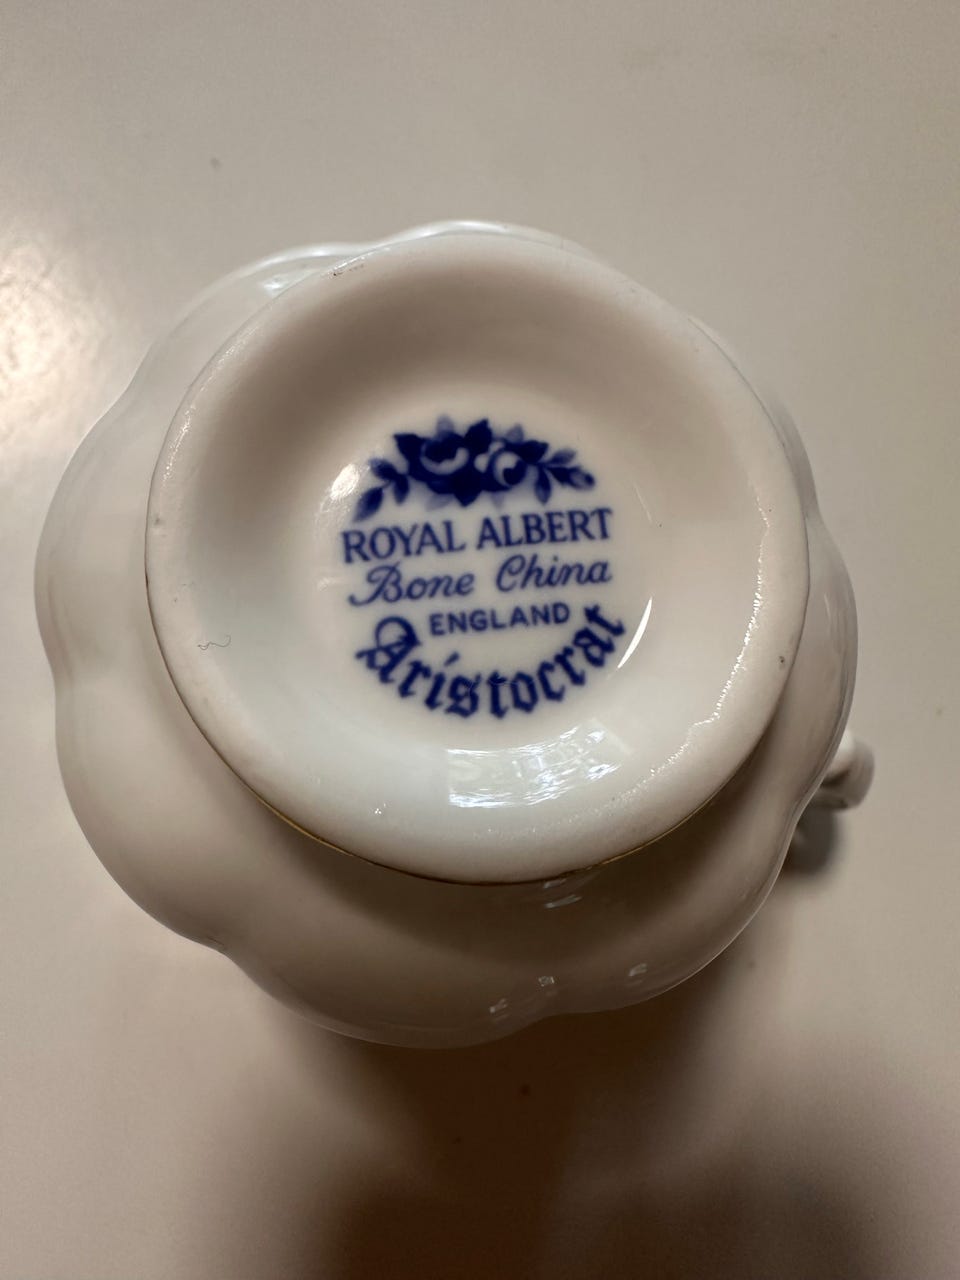 ROYAL ALBERT
Bone China
ENGLAND
Aristocrat